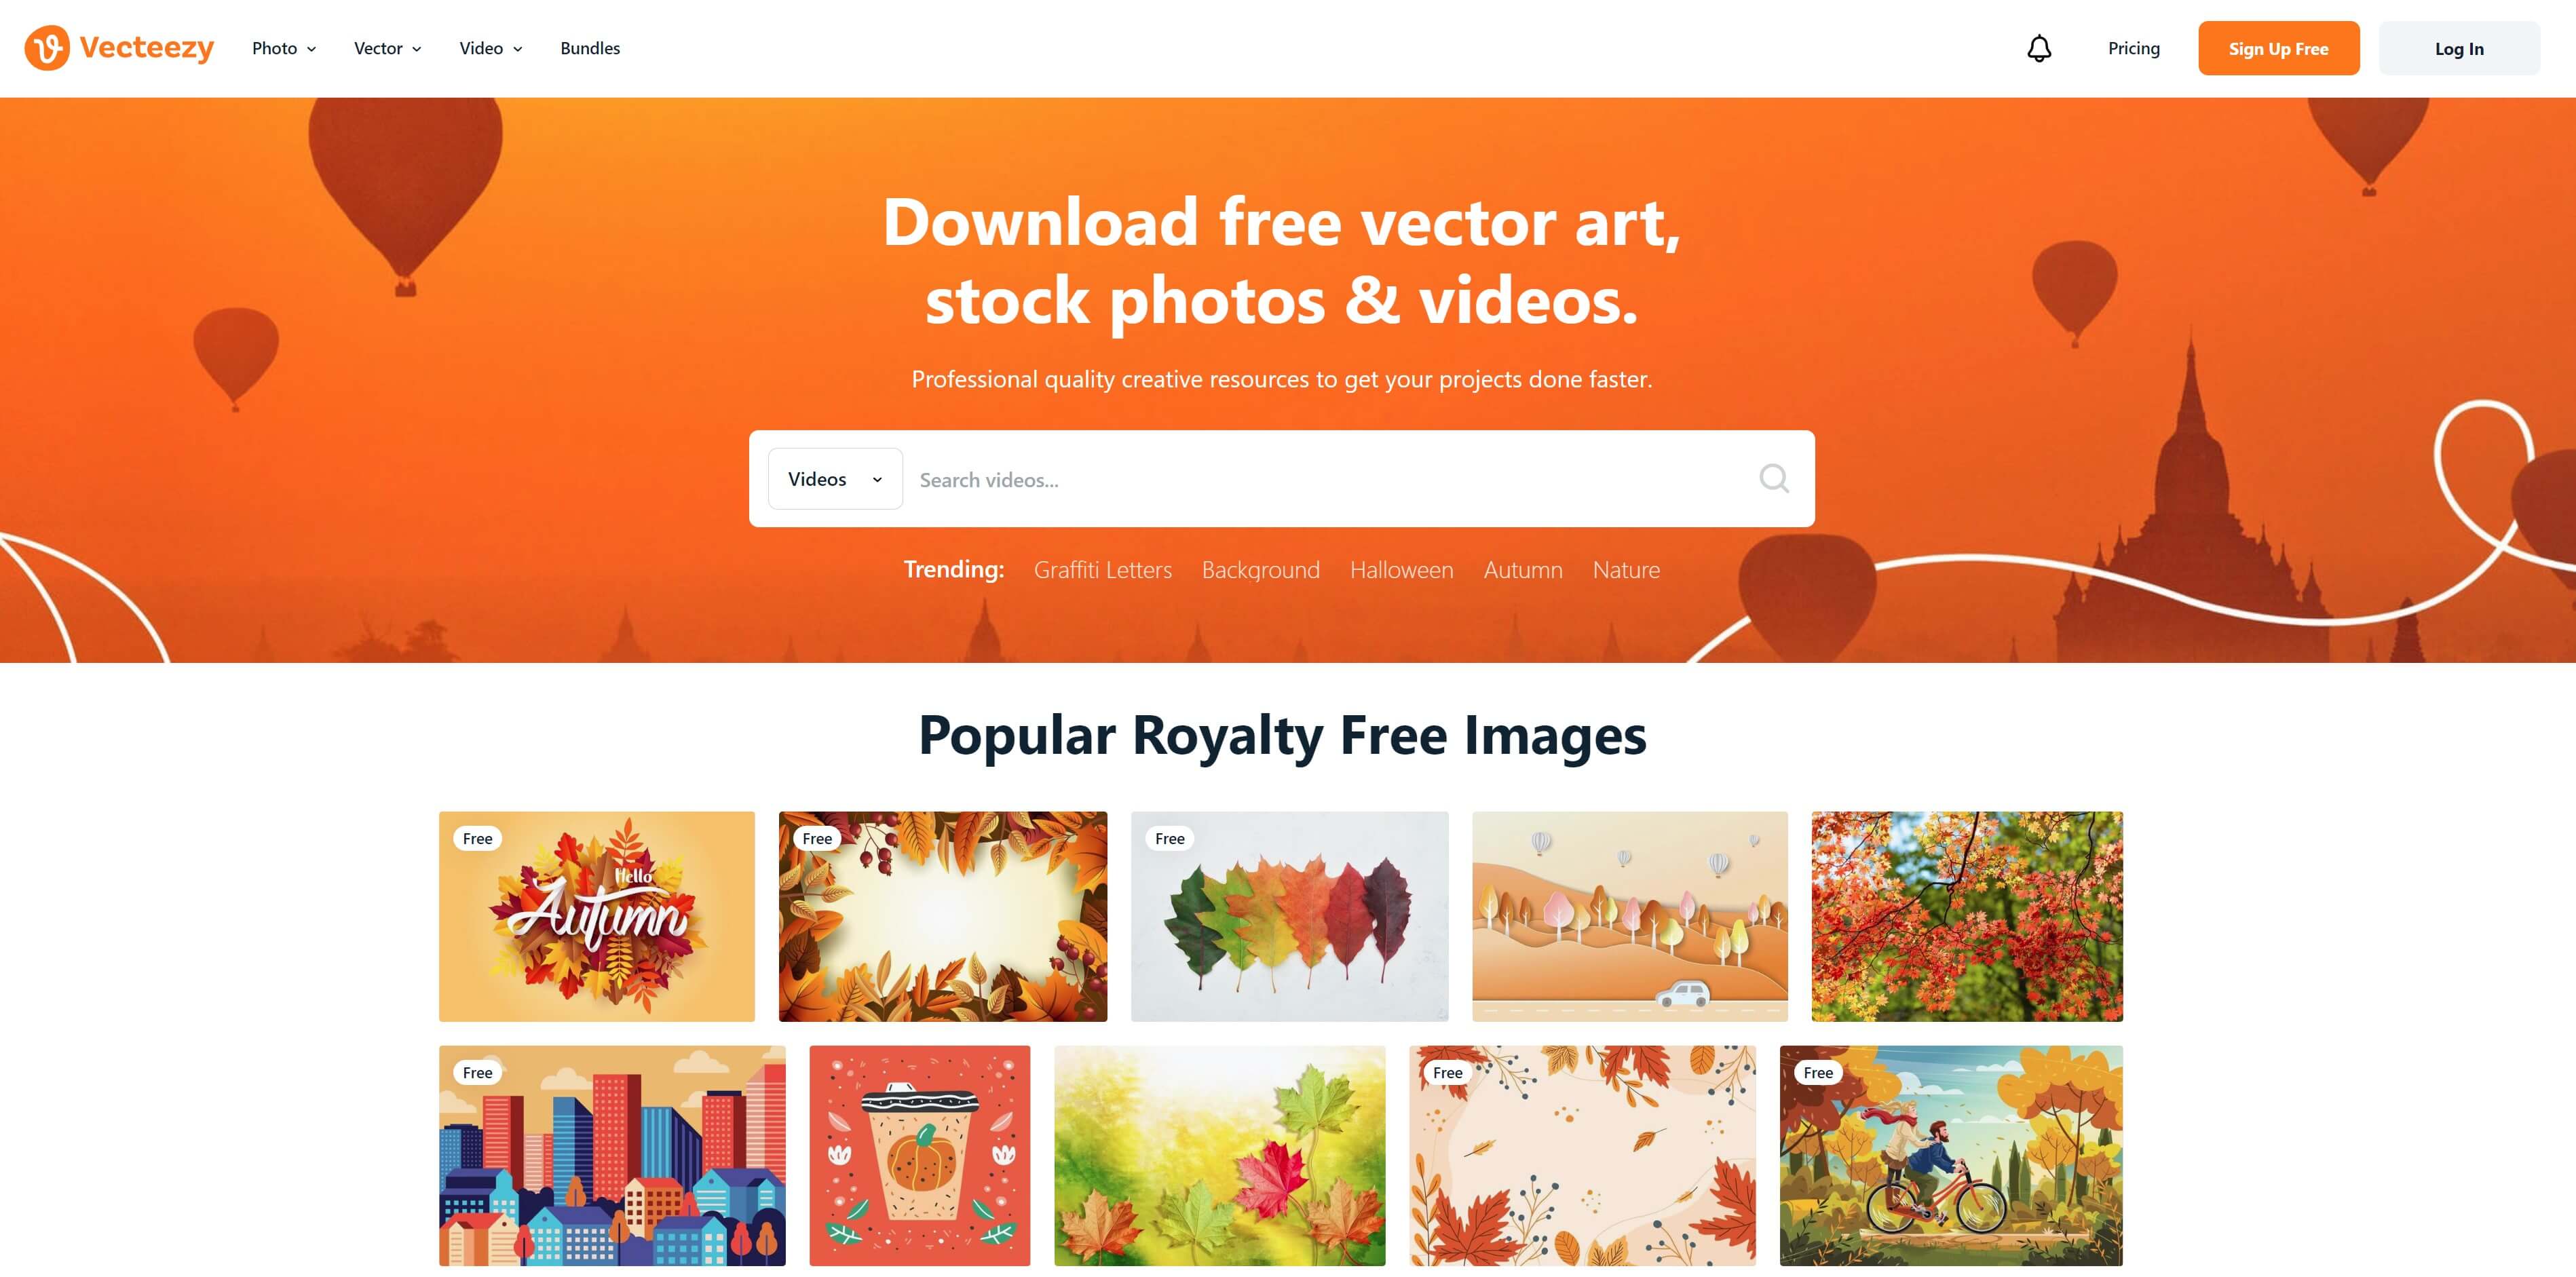 Vecteezy
Photo
Vector
Video
Bundles
Pricing
Sign Up Free
Log In
Download free vector art,
stock photos & videos.
Professional quality creative resources to get your projects done faster.
Videos
Search videos...
Trending: Graffiti Letters Background Halloween Autumn Nature
Popular Royalty Free Images
Free
Hello
Autumn
Free
Free
Free
Free
Free